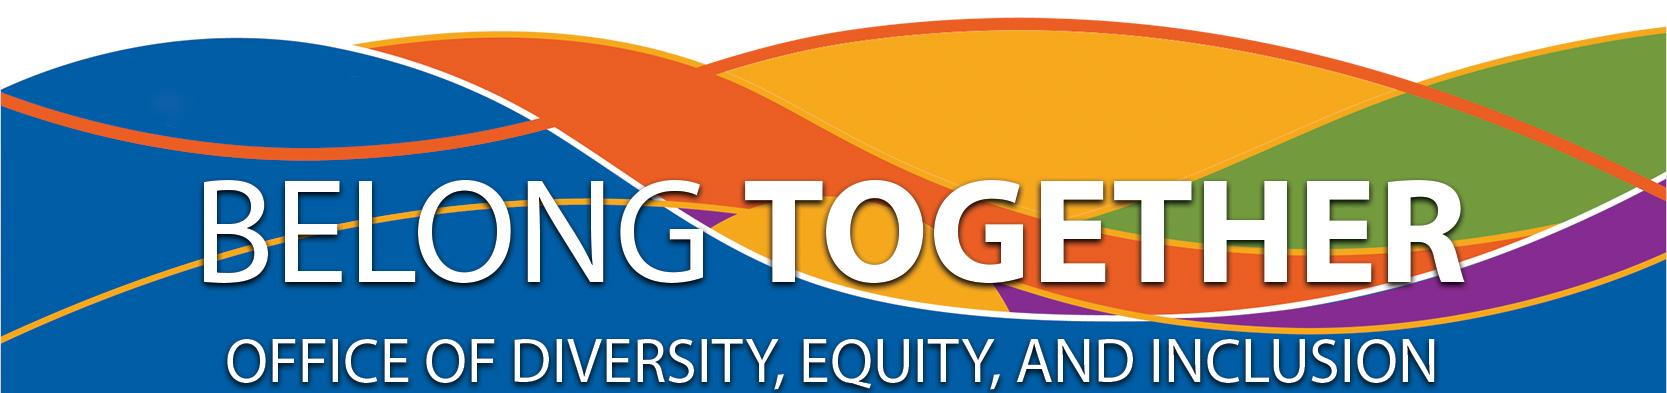 BELONG TOGETHER
OFFICE OF DIVERSITY, EQUITY, AND INCLUSION